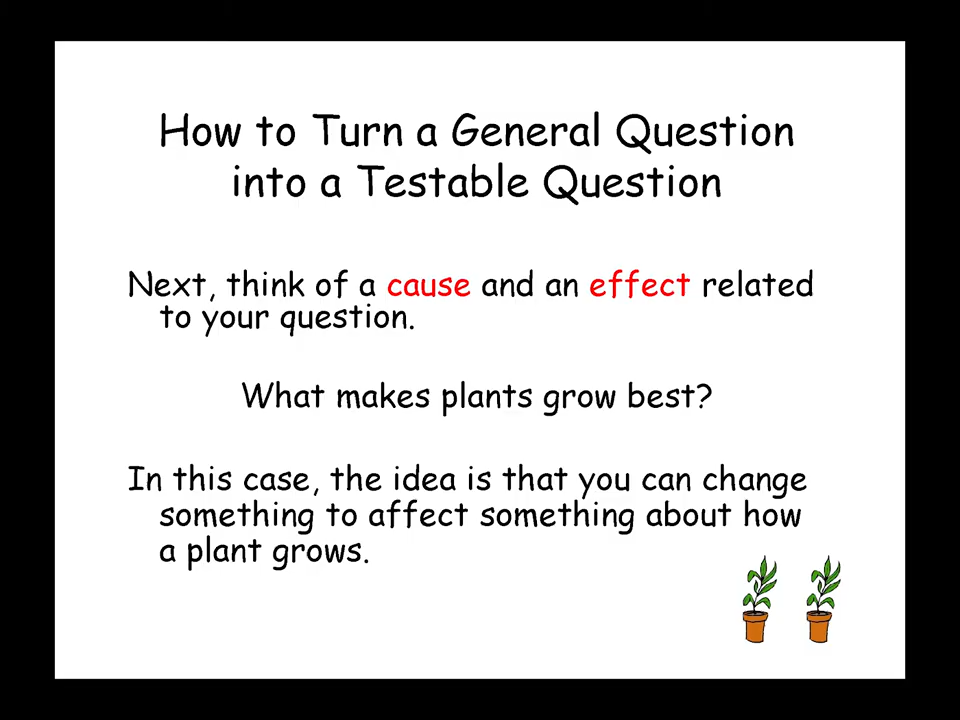 How to Turn a General Question
into a Testable Question
Next, think of a cause and an effect related
to your question.
What makes plants grow best?
In this case, the idea is that you can change
something to affect something about how
a plant grows.